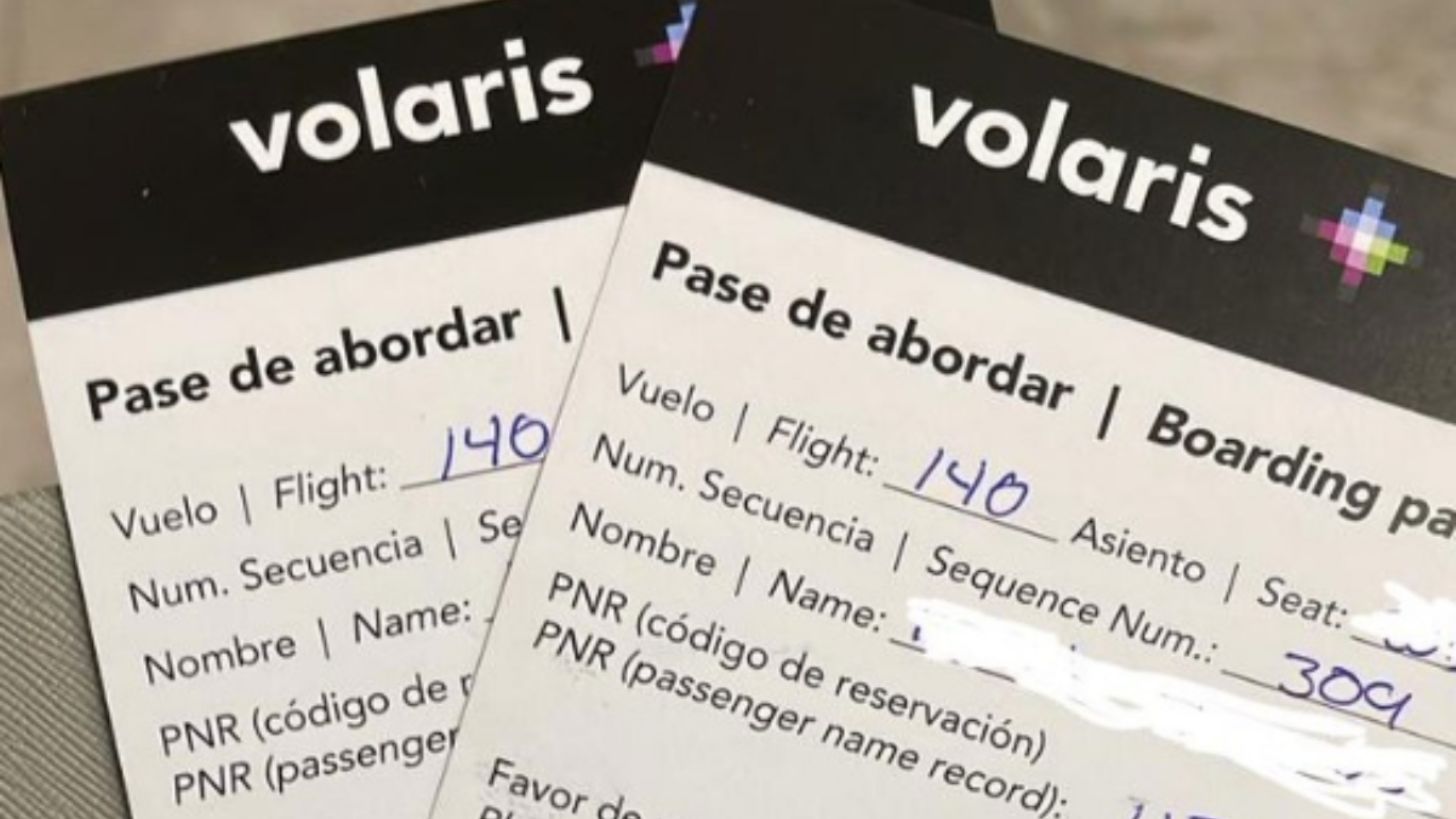 volaris
Pase de abordar |
Vuelo | Flight: 140
Num. Secuencia | Se
Nombre | Name:
PNR (código de r
PNR (passenger
volaris
Pase de abordar | Boarding pa
Vuelo | Flight: 140 Asiento | Seat:
Num. Secuencia | Sequence Num.: 309
Nombre | Name:
PNR (código de reservación)
PNR (passenger name record):
Favor de